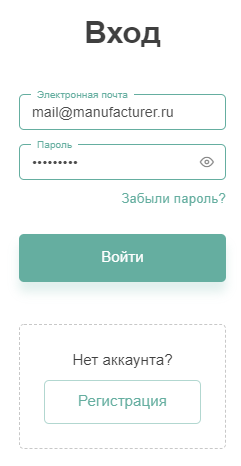 Вход
Электронная почта
mail@manufacturer.ru
Пароль
•••••••••
Забыли пароль?
Войти
Нет аккаунта?
Регистрация